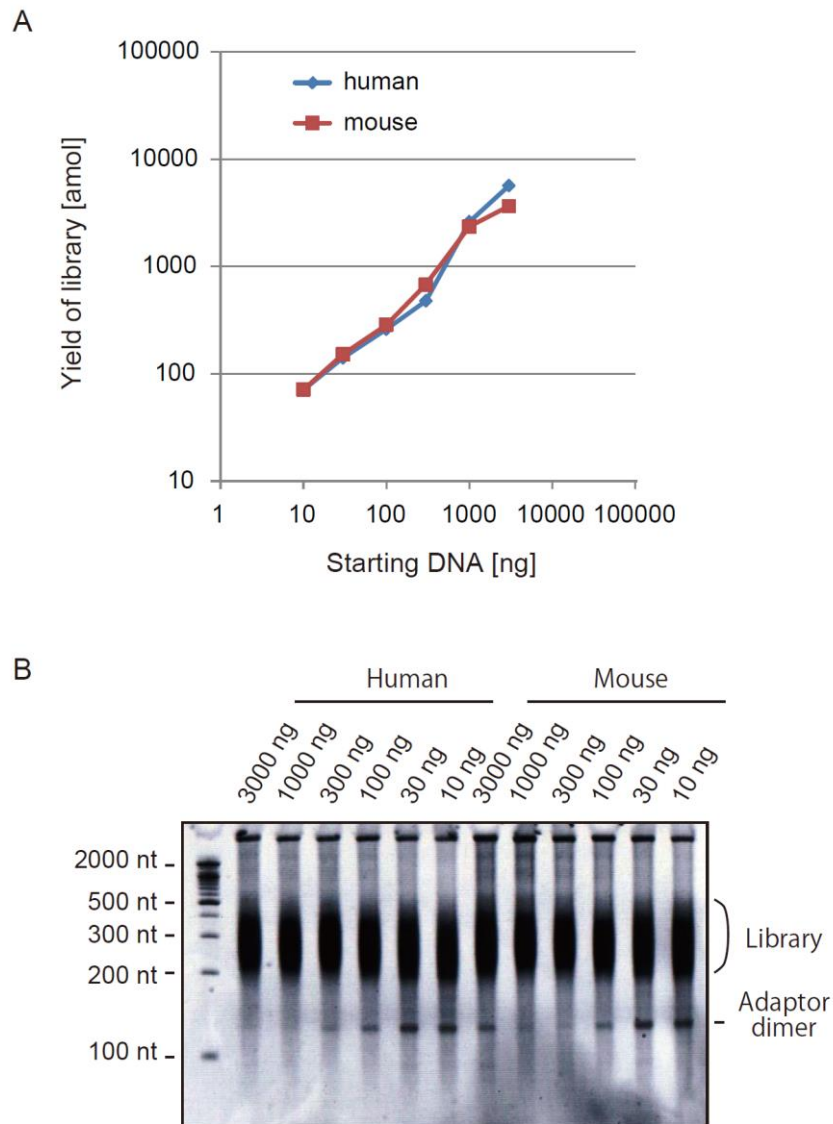 A
100000
10000
1000
100
10
1
10
100
1000
10000
100000
human
mouse
Yield of library [amol]
Starting DNA [ng]
B
Human
Mouse
3000 ng
1000 ng
300 ng
100 ng
30 ng
10 ng
3000 ng
1000 ng
300 ng
100 ng
30 ng
10 ng
2000 nt
500 nt
300 nt
200 nt
100 nt
Library
Adaptor
dimer